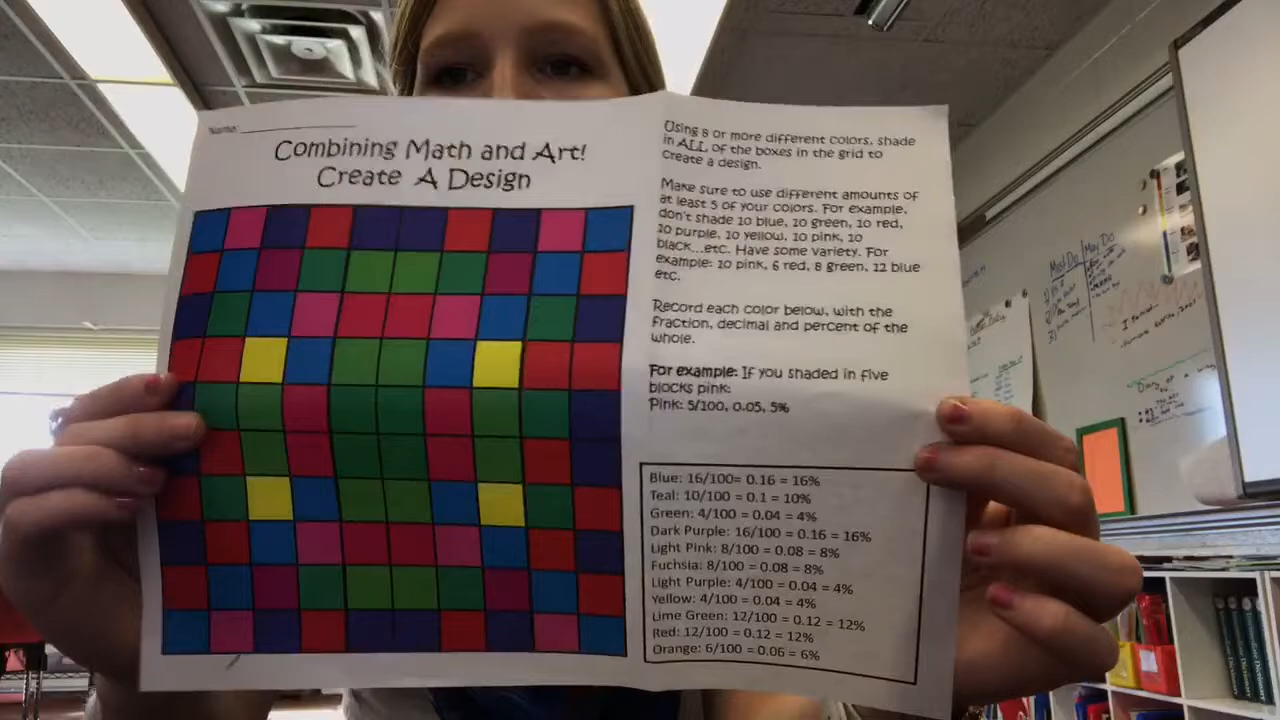 Name:
Combining Math and Art!
Create A Design
Using 8 or more different colors, shade
in ALL of the boxes in the grid to
create a design.
Make sure to use different amounts of
at least 5 of your colors. For example,
don't shade 10 blue, 10 green, 10 red,
10 purple, 10 yellow, 10 pink, 10
black...etc. Have some variety. For
example: 10 pink, 6 red, 8 green, 12 blue
etc.
Record each color below, with the
fraction, decimal and percent of the
whole.
For example: If you shaded in five
blocks pink:
Pink: 5/100, 0.05, 5%
Blue: 16/100= 0.16 = 16%
Teal: 10/100 = 0.1 = 10%
Green: 4/100 = 0.04 = 4%
Dark Purple: 16/100 = 0.16 = 16%
Light Pink: 8/100 = 0.08 = 8%
Fuchsia: 8/100 = 0.08 = 8%
Light Purple: 4/100 = 0.04 = 4%
Yellow: 4/100 = 0.04 = 4%
Lime Green: 12/100 = 0.12 = 12%
Red: 12/100 = 0.12 = 12%
Orange: 6/100 = 0.06 = 6%
Must Do
May Do